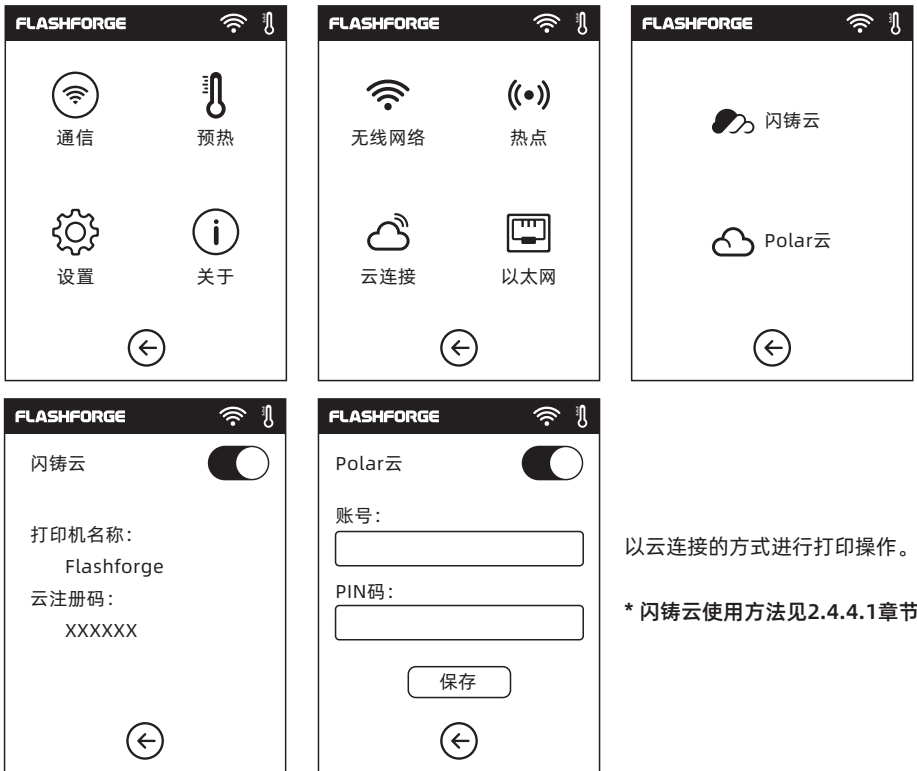 FLASHFORGE
通信
预热
设置
关于
FLASHFORGE
无线网络
热点
云连接
以太网
FLASHFORGE
闪铸云
Polar云
FLASHFORGE
闪铸云
打印机名称：
Flashforge
云注册码：
XXXXXX
FLASHFORGE
Polar云
账号：
PIN码：
保存
以云连接的方式进行打印操作。
* 闪铸云使用方法见2.4.4.1章节